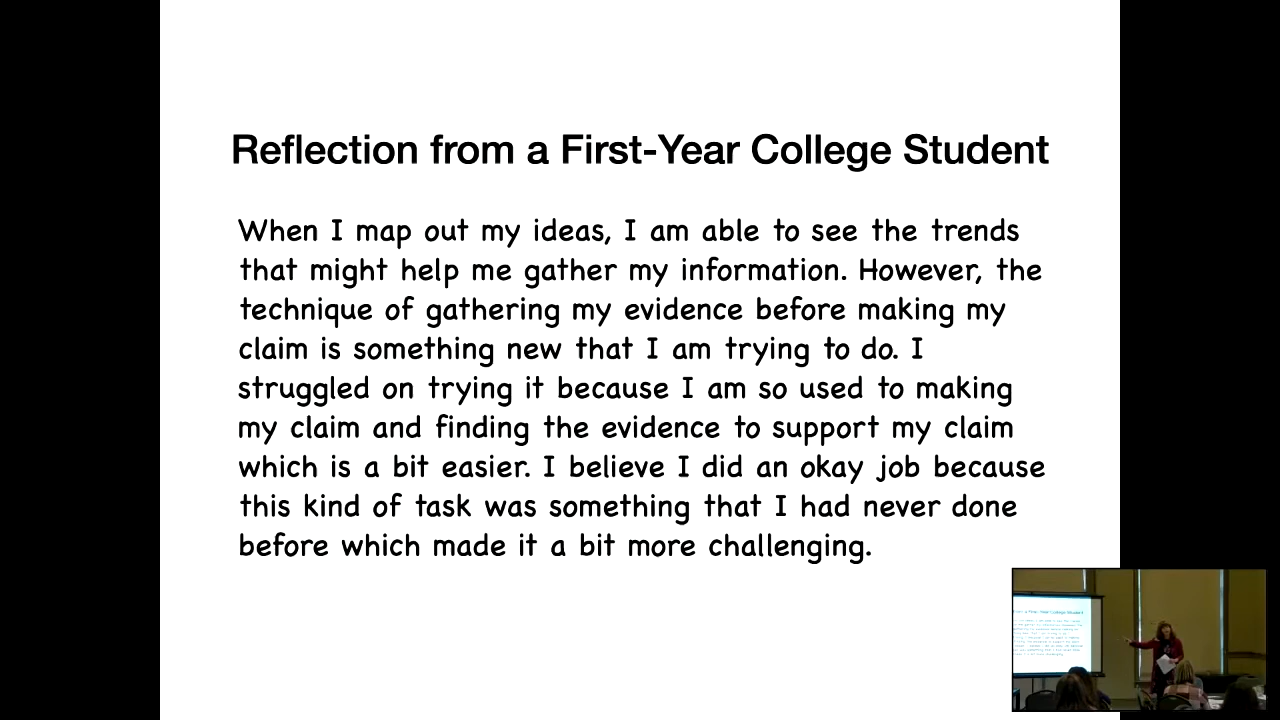 Reflection from a First-Year College Student
When I map out my ideas, I am able to see the trends
that might help me gather my information. However, the
technique of gathering my evidence before making my
claim is something new that I am trying to do. I
struggled on trying it because I am so used to making
my claim and finding the evidence to support my claim
which is a bit easier. I believe I did an okay job because
this kind of task was something that I had never done
before which made it a bit more challenging.